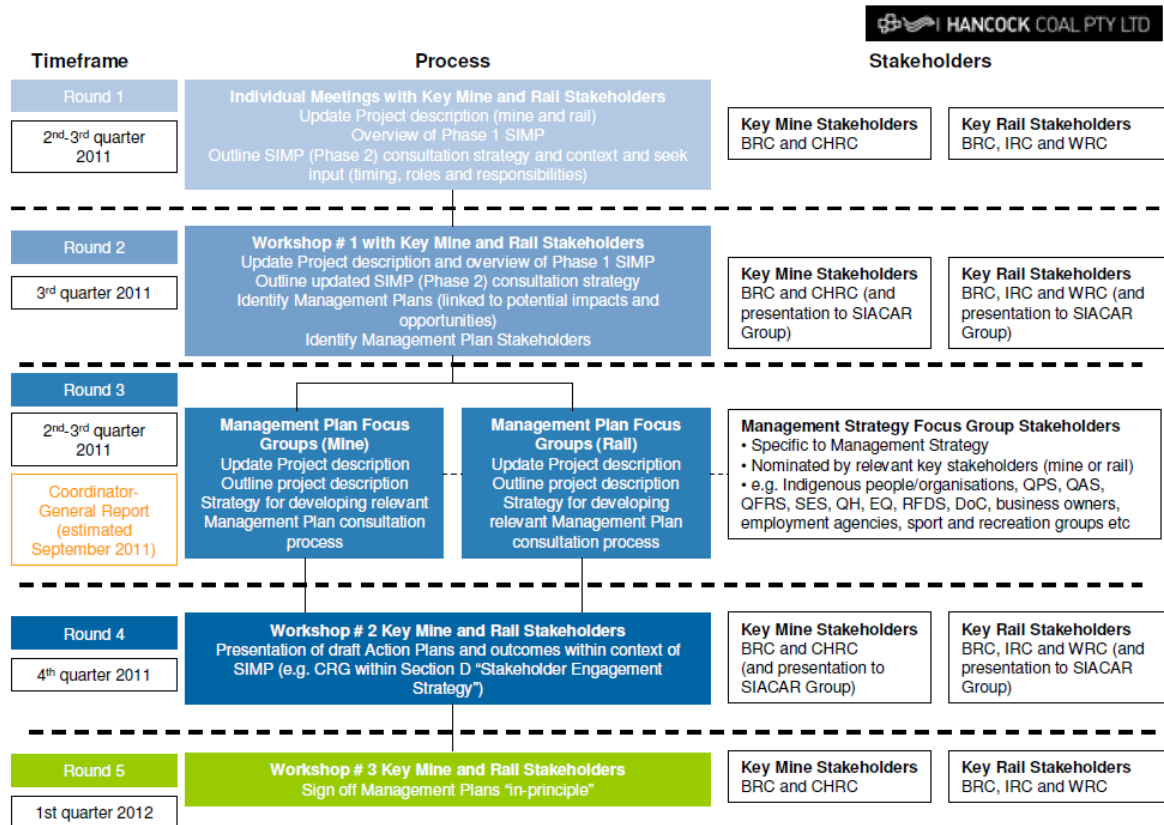 HANCOCK COAL PTY LTD
Timeframe
Process
Stakeholders
Round 1
2nd-3rd quarter
2011
Individual Meetings with Key Mine and Rail Stakeholders
Update Project description (mine and rail)
Overview of Phase 1 SIMP
Outline SIMP (Phase 2) consultation strategy and context and seek
input (timing, roles and responsibilities)
Key Mine Stakeholders
BRC and CHRC
Key Rail Stakeholders
BRC, IRC and WRC
Round 2
3rd quarter 2011
Workshop # 1 with Key Mine and Rail Stakeholders
Update Project description and overview of Phase 1 SIMP
Outline updated SIMP (Phase 2) consultation strategy
Identify Management Plans (linked to potential impacts and
opportunities)
Identify Management Plan Stakeholders
Key Mine Stakeholders
BRC and CHRC (and
presentation to SIACAR
Group)
Key Rail Stakeholders
BRC, IRC and WRC (and
presentation to SIACAR
Group)
Round 3
2nd-3rd quarter
2011
Coordinator-
General Report
(estimated
September 2011)
Management Plan Focus
Groups (Mine)
Update Project description
Outline project description
Strategy for developing relevant
Management Plan consultation
process
Management Plan Focus
Groups (Rail)
Update Project description
Outline project description
Strategy for developing
relevant Management Plan
consultation process
Management Strategy Focus Group Stakeholders
• Specific to Management Strategy
• Nominated by relevant key stakeholders (mine or rail)
• e.g. Indigenous people/organisations, QPS, QAS,
QFRS, SES, QH, EQ, RFDS, DoC, business owners,
employment agencies, sport and recreation groups etc
Round 4
4th quarter 2011
Workshop # 2 Key Mine and Rail Stakeholders
Presentation of draft Action Plans and outcomes within context of
SIMP (e.g. CRG within Section D “Stakeholder Engagement
Strategy”)
Key Mine Stakeholders
BRC and CHRC
(and presentation to
SIACAR Group)
Key Rail Stakeholders
BRC, IRC and WRC (and
presentation to SIACAR
Group)
Round 5
1st quarter 2012
Workshop # 3 Key Mine and Rail Stakeholders
Sign off Management Plans “in-principle”
Key Mine Stakeholders
BRC and CHRC
Key Rail Stakeholders
BRC, IRC and WRC